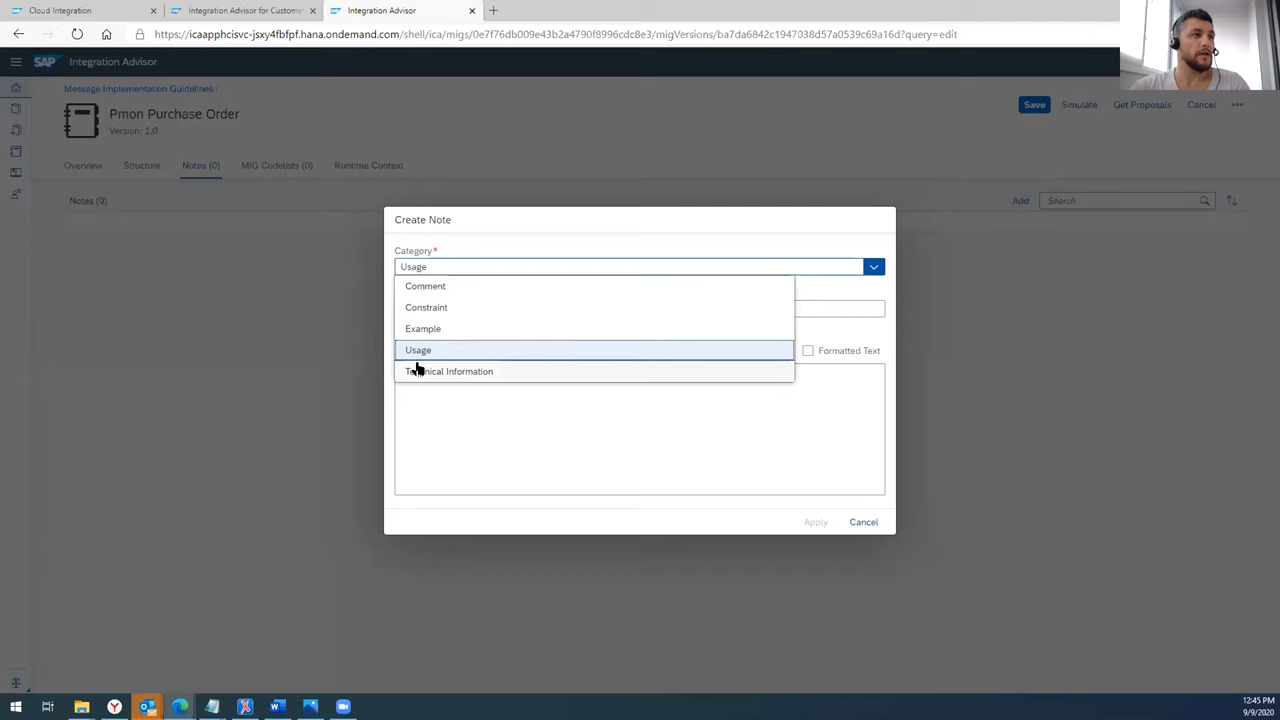 Cloud Integration
Integration Advisor for Custome
Integration Advisor
https://icaapphcisvc-jsxy4fbfpf.hana.ondemand.com/shell/ica/migs/0e7f76db009e43b2a4790f8996cdc8e3/migVersions/ba7da6842c1947038d57a0539c69a16d?query=edit
SAP Integration Advisor
Message Implementation Guidelines /
Pmon Purchase Order
Version: 1.0
Save Simulate Get Proposals Cancel
Overview Structure Notes (0) MIG Codelists (0) Runtime Context
Notes (0) Add Search
Create Note
Category*
Usage
Comment
Constraint
Example
Usage
Formatted Text
Technical Information
Apply Cancel
12:45 PM
9/9/2020